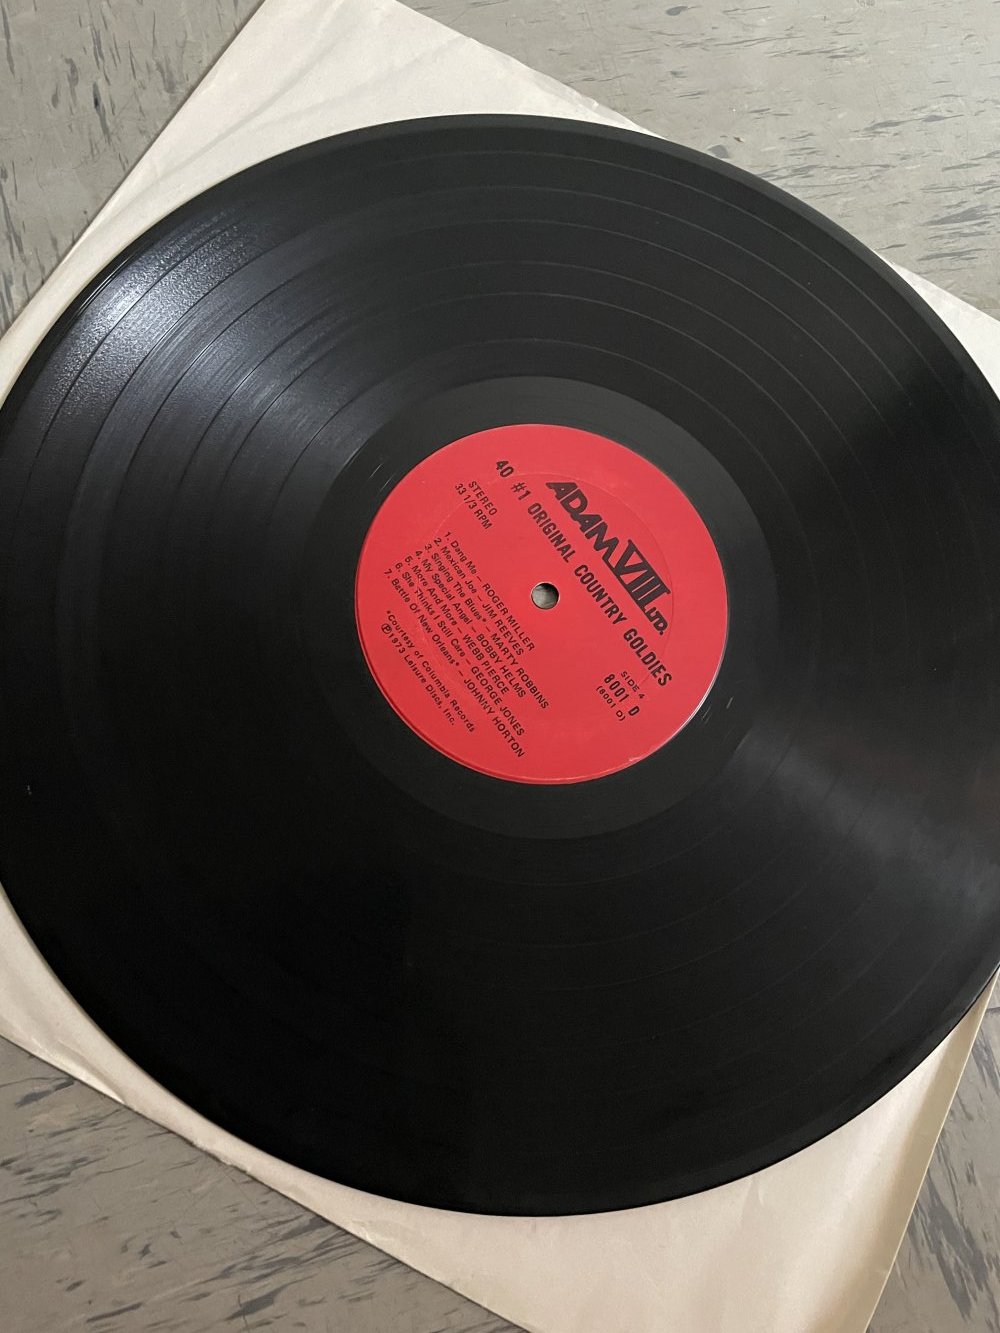 ADAM VIII LTD.
40 #1 ORIGINAL COUNTRY GOLDIES
STEREO
33 1/3 RPM
SIDE 4
8001 D
(8001 D)
1. Dang Me – ROGER MILLER
2. Mexican Joe – JIM REEVES
3. Singing The Blues* – MARTY ROBBINS
4. My Special Angel – BOBBY HELMS
5. More And More – WEBB PIERCE
6. She Thinks I Still Care – GEORGE JONES
7. Battle Of New Orleans* – JOHNNY HORTON
*Courtesy of Columbia Records
℗1973 Leisure Discs, Inc.